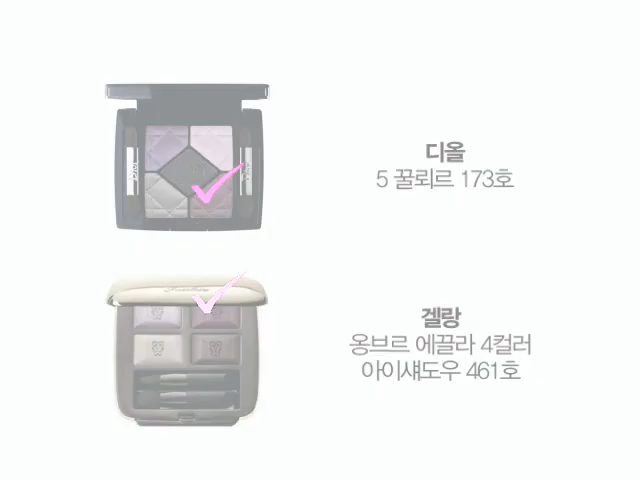 디올
5 꿀뢰르 173호
겔랑
옹브르 에끌라 4컬러
아이섀도우 461호